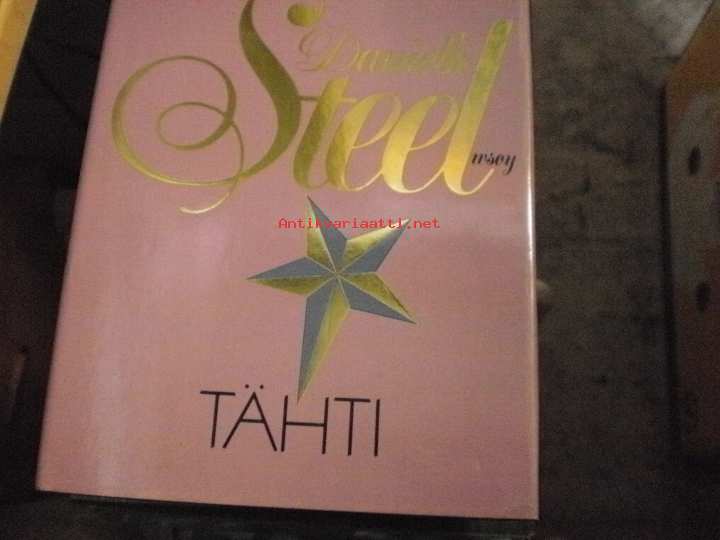 Danielle
Steel
wsoy
Antikvariaatti.net
TÄHTI